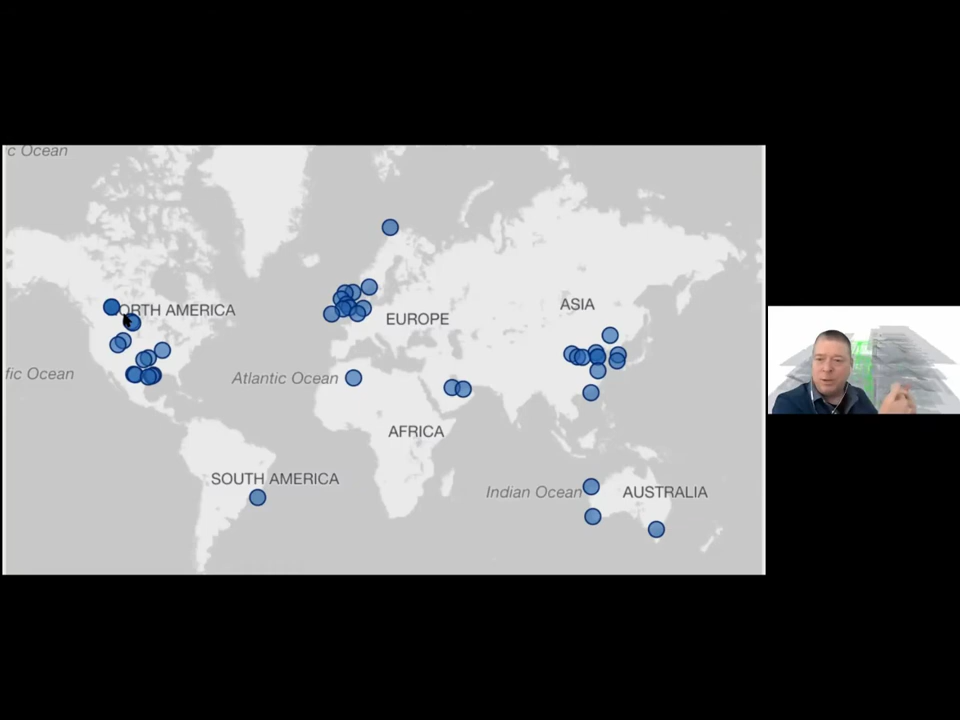 c Ocean
ORTH AMERICA
ASIA
EUROPE
fic Ocean
Atlantic Ocean
AFRICA
SOUTH AMERICA
Indian Ocean
AUSTRALIA